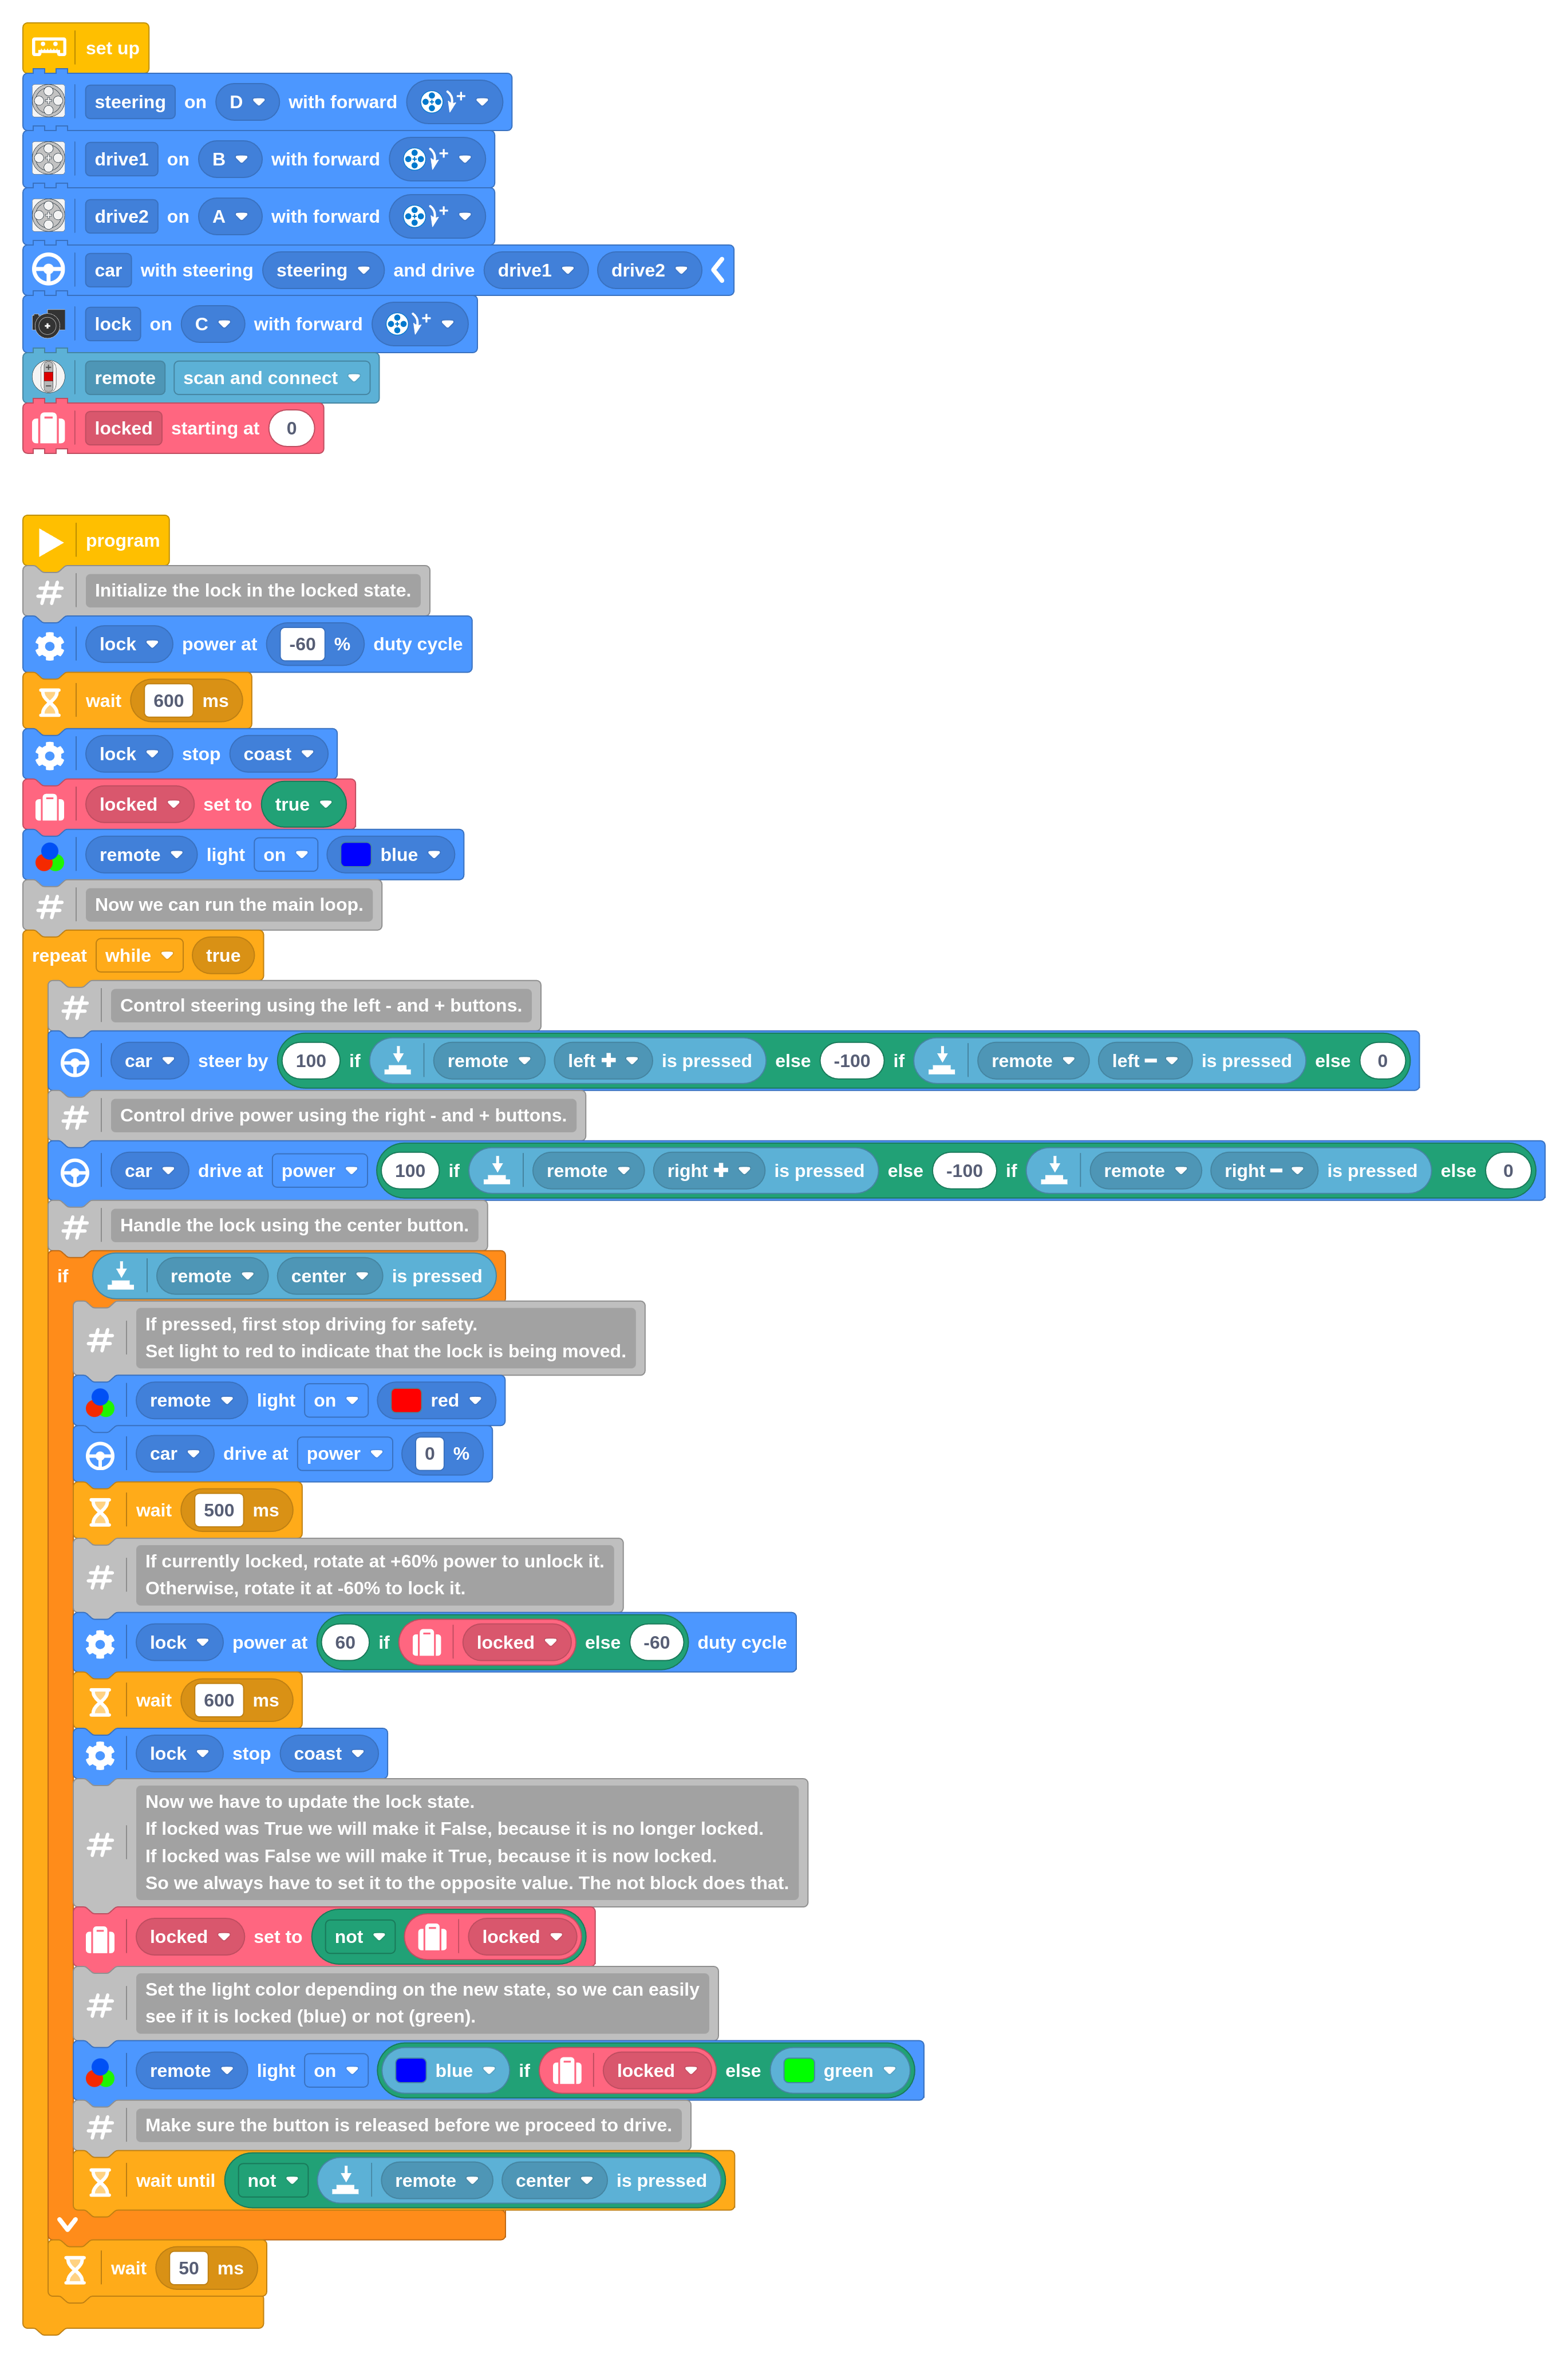 set up
steering on D with forward +
drive1 on B with forward +
drive2 on A with forward +
car with steering steering and drive drive1 drive2
lock on C with forward +
remote scan and connect
locked starting at 0
program
# Initialize the lock in the locked state.
lock power at -60 % duty cycle
wait 600 ms
lock stop coast
locked set to true
remote light on blue
# Now we can run the main loop.
repeat while true
# Control steering using the left - and + buttons.
car steer by 100 if remote left + is pressed else -100 if remote left - is pressed else 0
# Control drive power using the right - and + buttons.
car drive at power 100 if remote right + is pressed else -100 if remote right - is pressed else 0
# Handle the lock using the center button.
if remote center is pressed
# If pressed, first stop driving for safety.
Set light to red to indicate that the lock is being moved.
remote light on red
car drive at power 0 %
wait 500 ms
# If currently locked, rotate at +60% power to unlock it.
Otherwise, rotate it at -60% to lock it.
lock power at 60 if locked else -60 duty cycle
wait 600 ms
lock stop coast
# Now we have to update the lock state.
If locked was True we will make it False, because it is no longer locked.
If locked was False we will make it True, because it is now locked.
So we always have to set it to the opposite value. The not block does that.
locked set to not locked
# Set the light color depending on the new state, so we can easily
see if it is locked (blue) or not (green).
remote light on blue if locked else green
# Make sure the button is released before we proceed to drive.
wait until not remote center is pressed
wait 50 ms